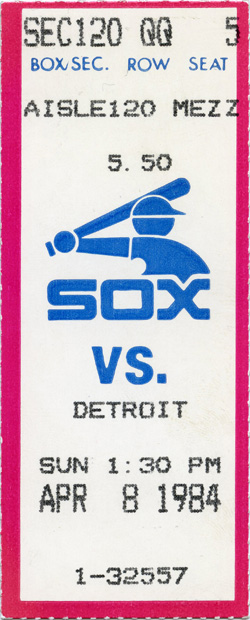 SEC120 QQ 5
BOX/SEC. ROW SEAT
AISLE120 MEZZ
5.50
SOX
VS.
DETROIT
SUN 1:30 PM
APR 8 1984
1-32557